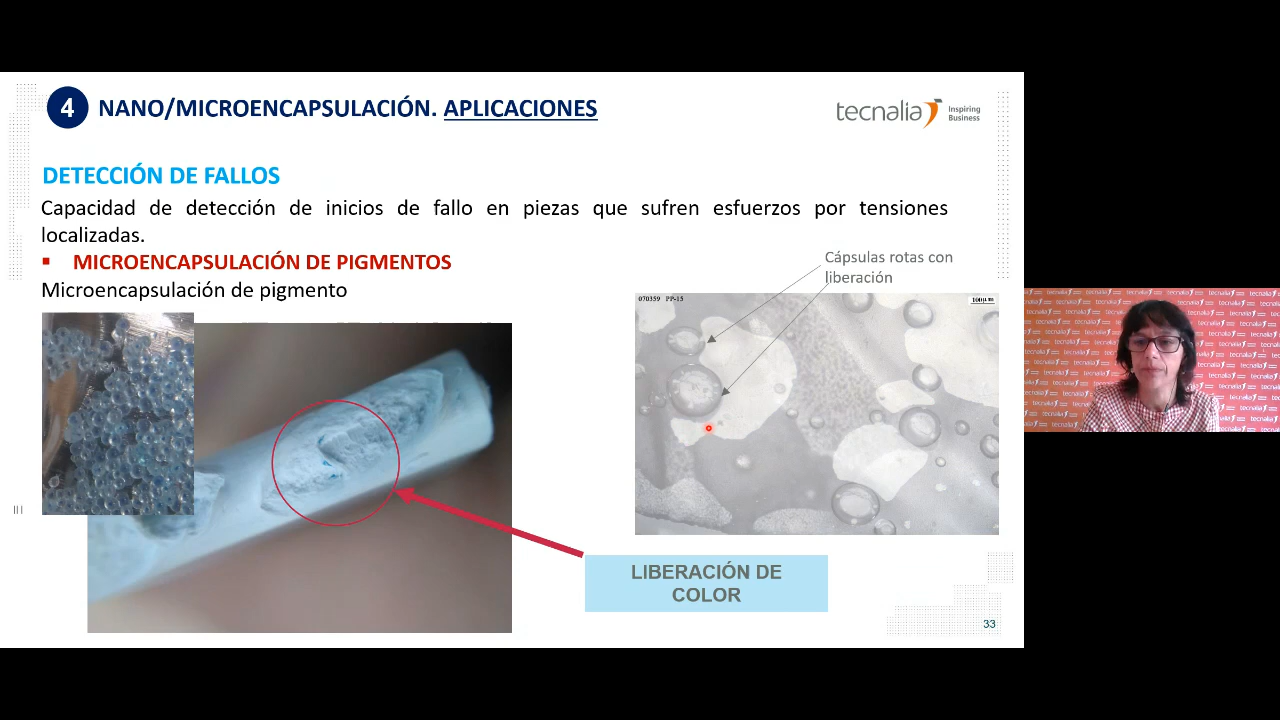 4 NANO/MICROENCAPSULACIÓN. APLICACIONES
tecnalia Inspiring
Business
DETECCIÓN DE FALLOS
Capacidad de detección de inicios de fallo en piezas que sufren esfuerzos por tensiones
localizadas.
▪ MICROENCAPSULACIÓN DE PIGMENTOS
Microencapsulación de pigmento
Cápsulas rotas con
liberación
070359 PP-15
100µm
LIBERACIÓN DE
COLOR
33